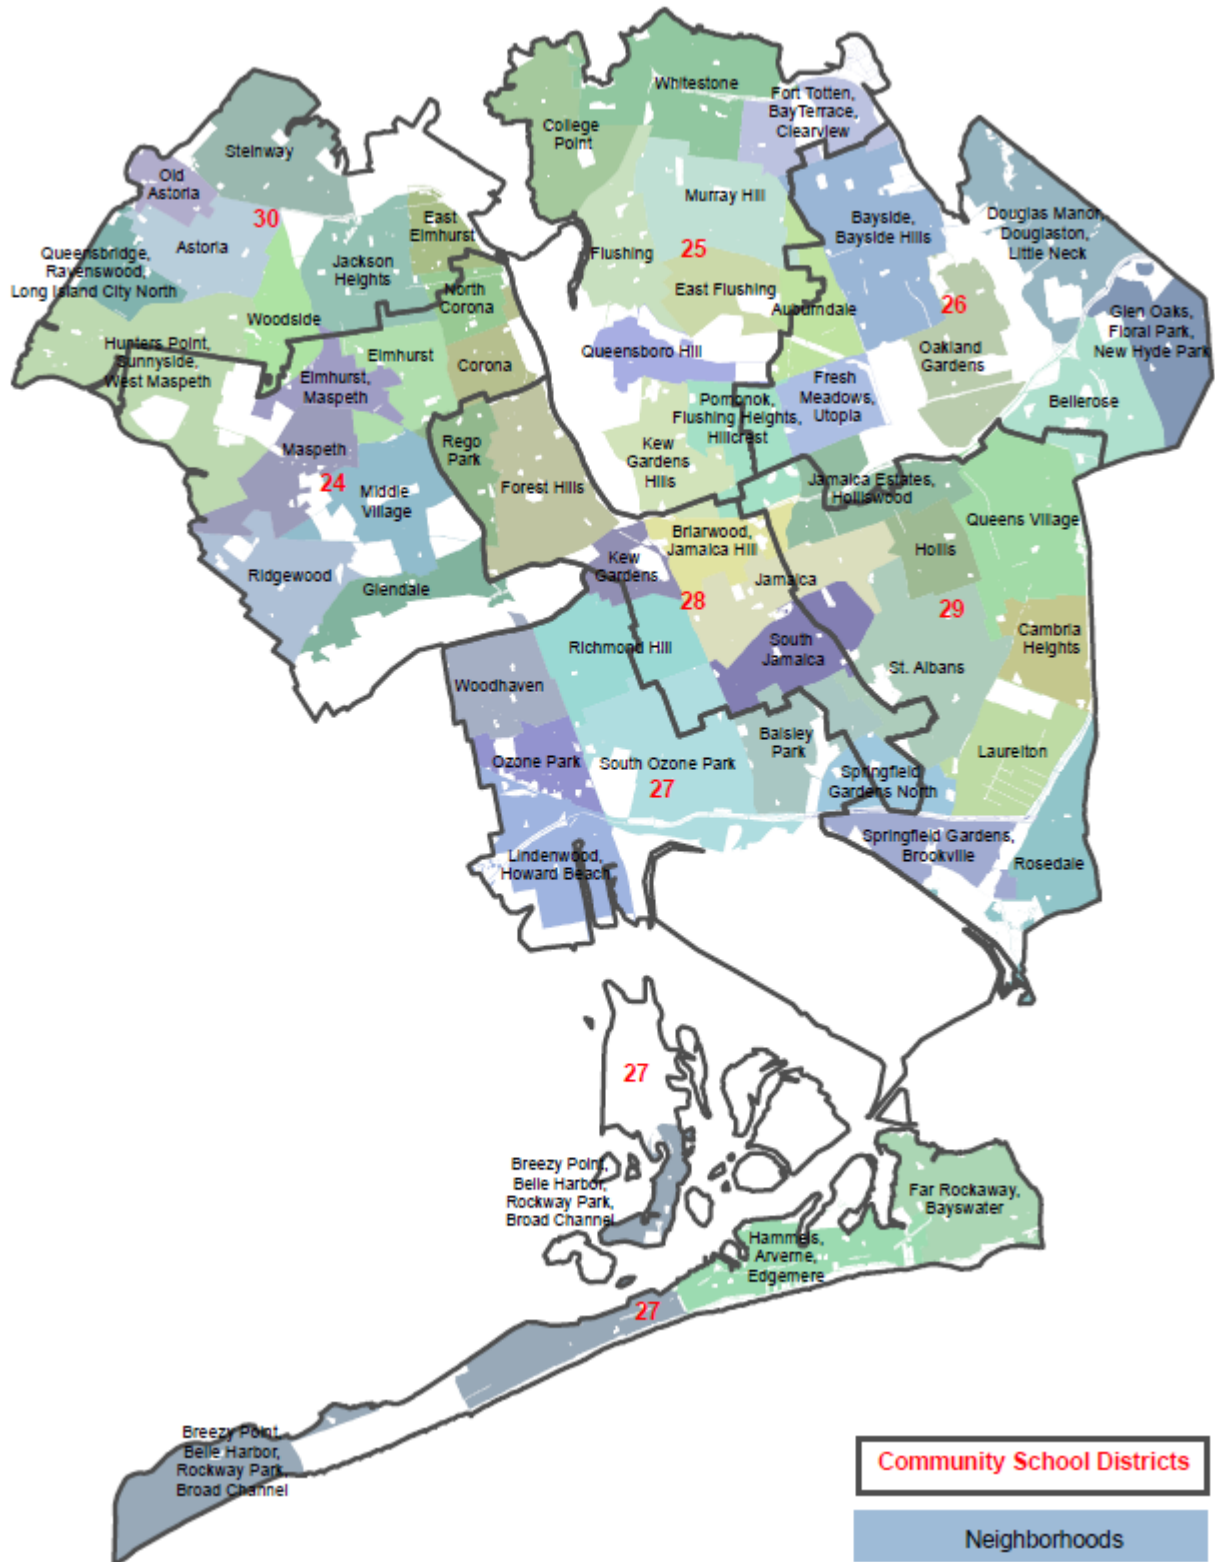 Whitestone
Fort Totten,
BayTerrace,
Clearview
College
Point
Steinway
Old
Astoria
Murray Hill
30
East
Elmhurst
Bayside,
Bayside Hills
Douglas Manor,
Douglaston,
Little Neck
Astoria
Queensbridge,
Ravenswood,
Long Island City North
Jackson
Heights
Flushing
25
East Flushing
North
Corona
Auburndale
26
Glen Oaks,
Floral Park,
New Hyde Park
Woodside
Hunters Point,
Sunnyside,
West Maspeth
Elmhurst
Queensboro Hill
Oakland
Gardens
Corona
Elmhurst,
Maspeth
Fresh
Meadows,
Utopia
Pomonok,
Flushing Heights,
Hillcrest
Bellerose
Maspeth
Rego
Park
Kew
Gardens
Hills
24
Middle
Village
Forest Hills
Jamaica Estates,
Holliswood
Queens Village
Briarwood,
Jamaica Hill
Hollis
Ridgewood
Glendale
Kew
Gardens
Jamaica
28
29
Richmond Hill
South
Jamaica
Cambria
Heights
St. Albans
Woodhaven
Baisley
Park
Laurelton
Ozone Park
South Ozone Park
27
Springfield
Gardens North
Springfield Gardens,
Brookville
Rosedale
Lindenwood,
Howard Beach
27
Breezy Point,
Belle Harbor,
Rockway Park,
Broad Channel
Far Rockaway,
Bayswater
Hammels,
Arverne,
Edgemere
27
Breezy Point,
Belle Harbor,
Rockway Park,
Broad Channel
Community School Districts
Neighborhoods